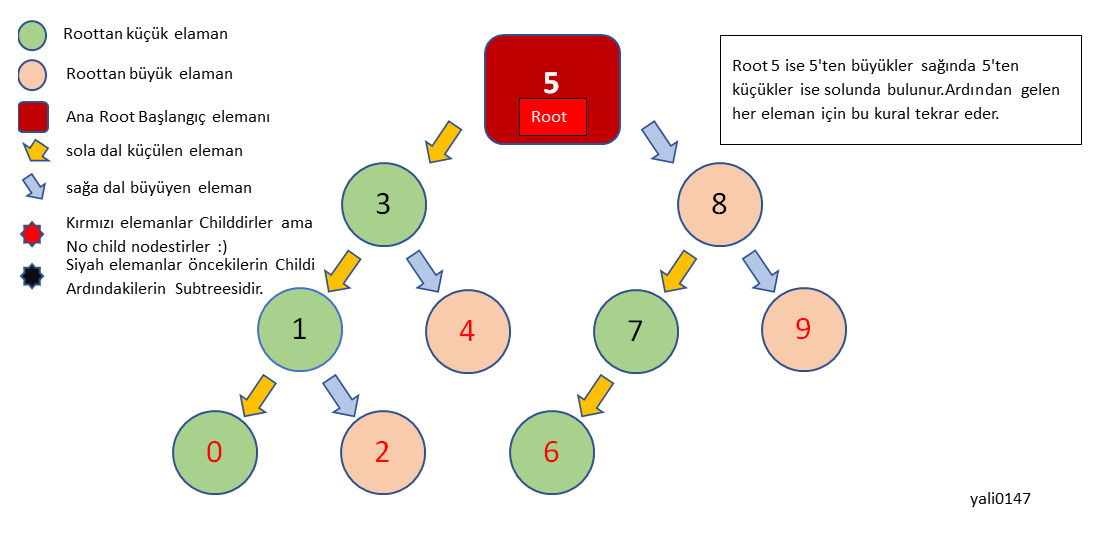 Roottan küçük elaman
Roottan büyük elaman
Ana Root Başlangıç elemanı
sola dal küçülen eleman
sağa dal büyüyen eleman
Kırmızı elemanlar Childdirler ama
No child nodestirler :)
Siyah elemanlar öncekilerin Childi
Ardındakilerin Subtreesidir.
5
Root
Root 5 ise 5'ten büyükler sağında 5'ten
küçükler ise solunda bulunur.Ardından gelen
her eleman için bu kural tekrar eder.
3
8
1
4
7
9
0
2
6
yali0147